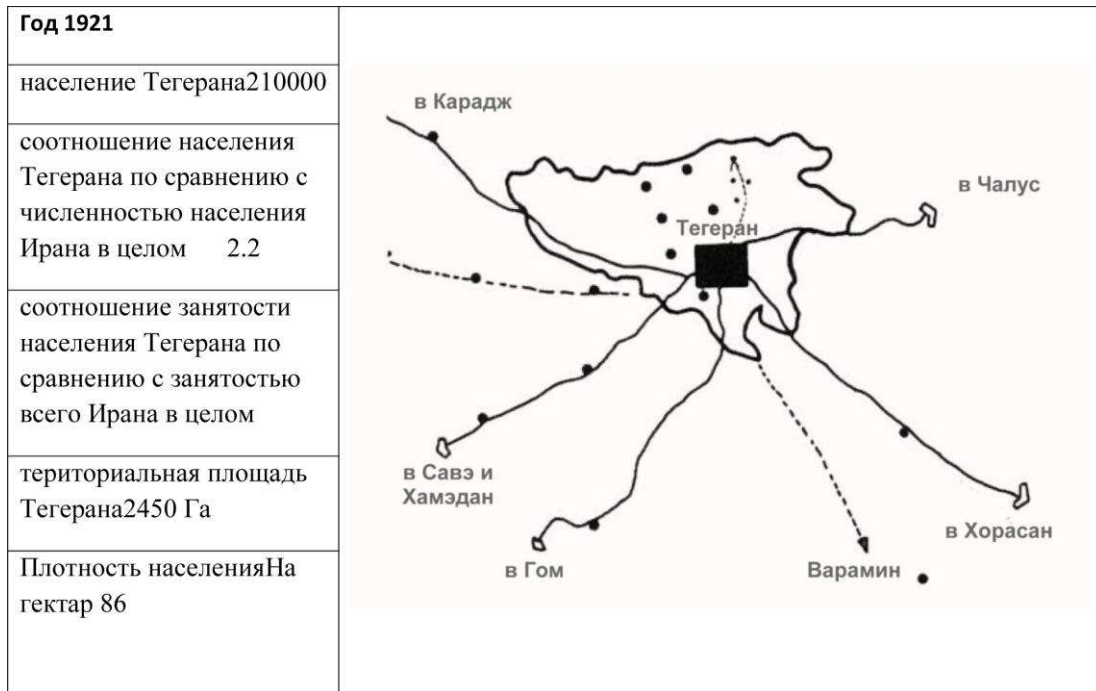 Год 1921
население Тегерана210000
соотношение населения
Тегерана по сравнению с
численностью населения
Ирана в целом 2.2
соотношение занятости
населения Тегерана по
сравнению с занятостью
всего Ирана в целом
териториальная площадь
Тегерана2450 Га
Плотность населенияНа
гектар 86
в Карадж
в Чалус
Тегеран
в Савэ и
Хамэдан
в Гом
Варамин
в Хорасан